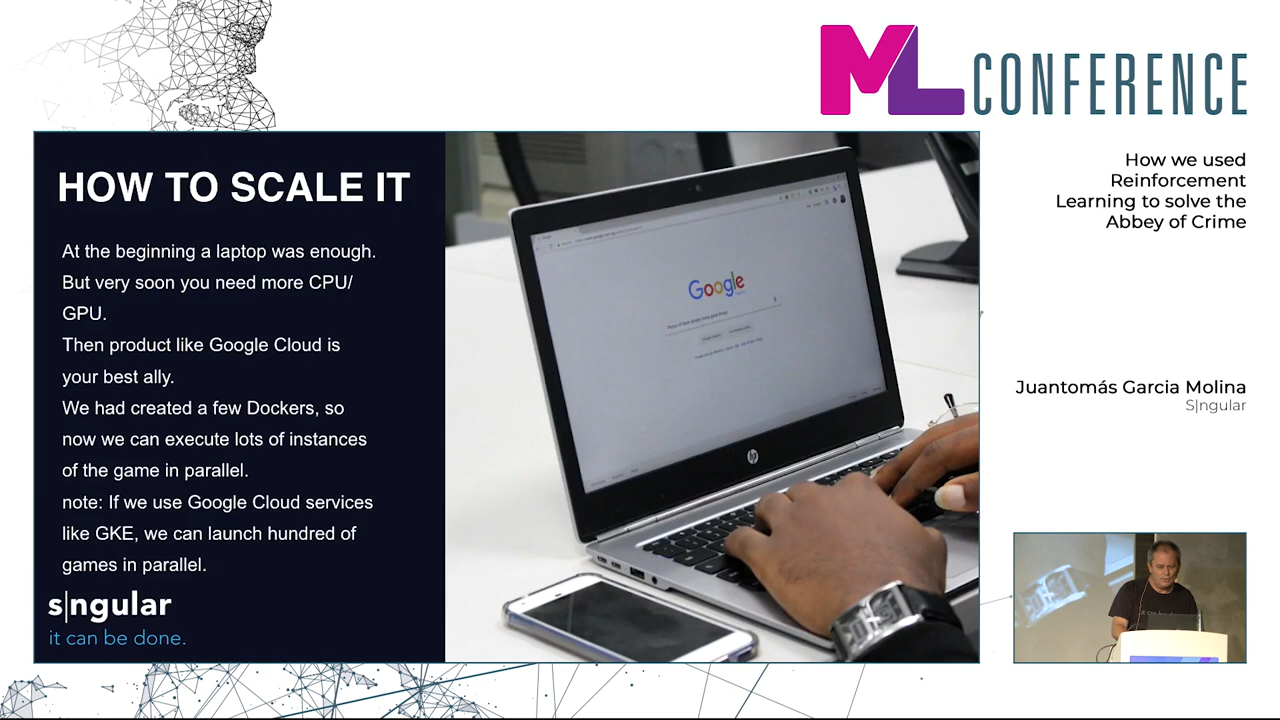 ML CONFERENCE
How we used
Reinforcement
Learning to solve the
Abbey of Crime
HOW TO SCALE IT
At the beginning a laptop was enough.
But very soon you need more CPU/
GPU.
Then product like Google Cloud is
your best ally.
We had created a few Dockers, so
now we can execute lots of instances
of the game in parallel.
note: If we use Google Cloud services
like GKE, we can launch hundred of
games in parallel.
s|ngular
it can be done.
Google
hp
Juantomás Garcia Molina
S|ngular